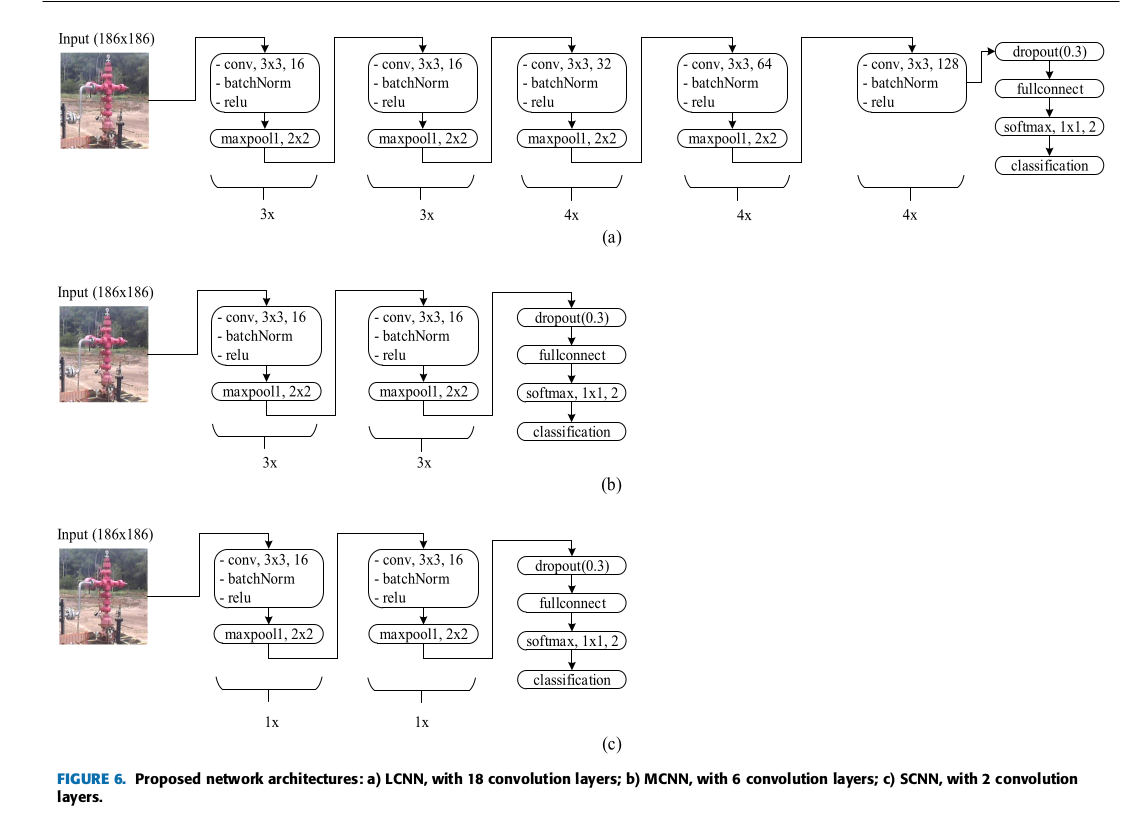 Input (186x186)
- conv, 3x3, 16
- batchNorm
- relu
maxpool1, 2x2
3x
- conv, 3x3, 16
- batchNorm
- relu
maxpool1, 2x2
3x
- conv, 3x3, 32
- batchNorm
- relu
maxpool1, 2x2
4x
- conv, 3x3, 64
- batchNorm
- relu
maxpool1, 2x2
4x
- conv, 3x3, 128
- batchNorm
- relu
4x
dropout(0.3)
fullconnect
softmax, 1x1, 2
classification
(a)
Input (186x186)
- conv, 3x3, 16
- batchNorm
- relu
maxpool1, 2x2
3x
- conv, 3x3, 16
- batchNorm
- relu
maxpool1, 2x2
3x
dropout(0.3)
fullconnect
softmax, 1x1, 2
classification
(b)
Input (186x186)
- conv, 3x3, 16
- batchNorm
- relu
maxpool1, 2x2
1x
- conv, 3x3, 16
- batchNorm
- relu
maxpool1, 2x2
1x
dropout(0.3)
fullconnect
softmax, 1x1, 2
classification
(c)
FIGURE 6. Proposed network architectures: a) LCNN, with 18 convolution layers; b) MCNN, with 6 convolution layers; c) SCNN, with 2 convolution
layers.